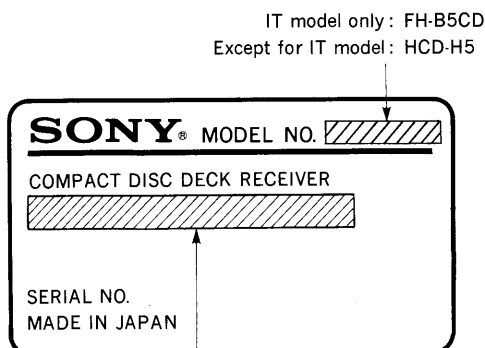 IT model only: FH-B5CD
Except for IT model: HCD-H5
SONY® MODEL NO.
COMPACT DISC DECK RECEIVER
SERIAL NO.
MADE IN JAPAN